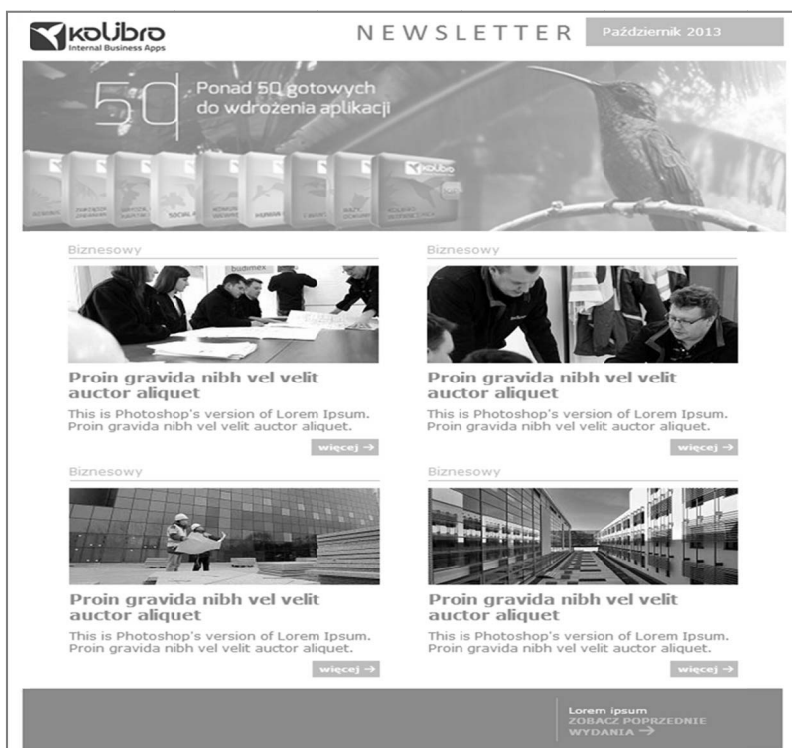 kolibro
Internal Business Apps
NEWSLETTER
Październik 2013
50
Ponad 50 gotowych
do wdrożenia aplikacji
kolibro
Biznesowy
budimex
Proin gravida nibh vel velit
auctor aliquet
This is Photoshop's version of Lorem Ipsum.
Proin gravida nibh vel velit auctor aliquet.
więcej →
Biznesowy
Proin gravida nibh vel velit
auctor aliquet
This is Photoshop's version of Lorem Ipsum.
Proin gravida nibh vel velit auctor aliquet.
więcej →
Biznesowy
Proin gravida nibh vel velit
auctor aliquet
This is Photoshop's version of Lorem Ipsum.
Proin gravida nibh vel velit auctor aliquet.
więcej →
Proin gravida nibh vel velit
auctor aliquet
This is Photoshop's version of Lorem Ipsum.
Proin gravida nibh vel velit auctor aliquet.
więcej →
Lorem ipsum
ZOBACZ POPRZEDNIE
WYDANIA →